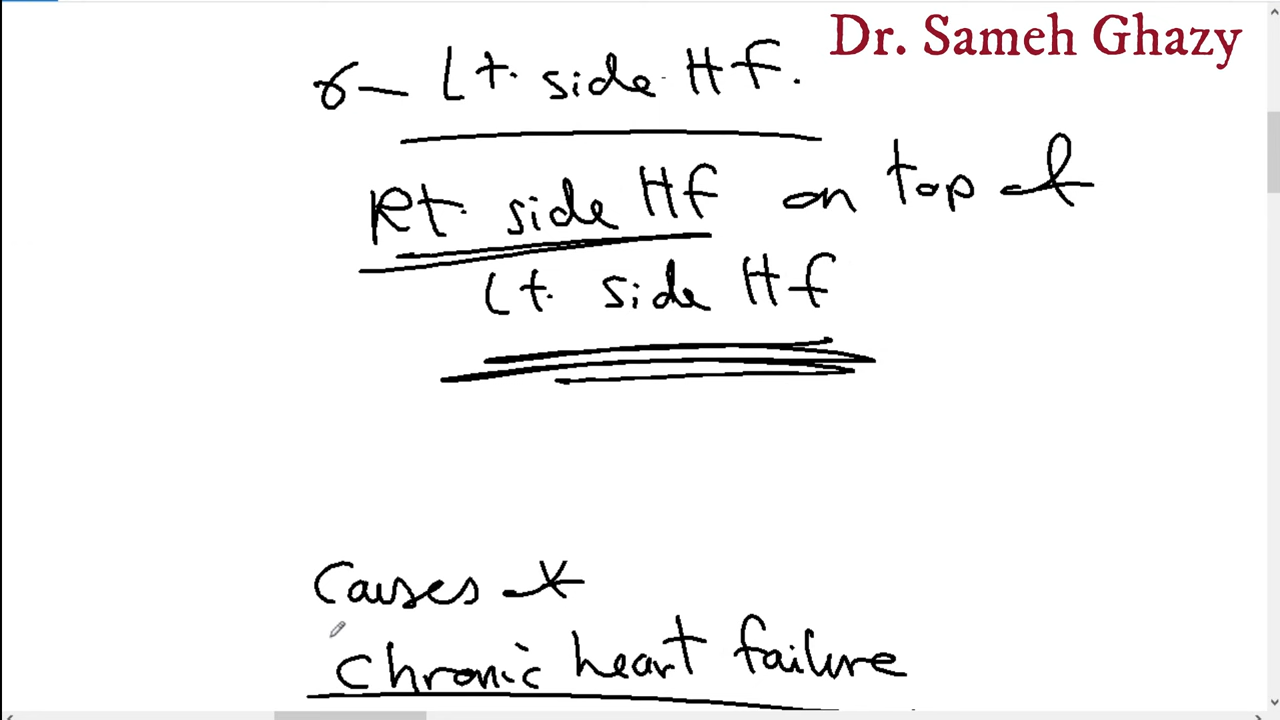 Dr. Sameh Ghazy
6- Lt. side HF.
Rt. side HF on top of
Lt. side HF
Causes of
chronic heart failure